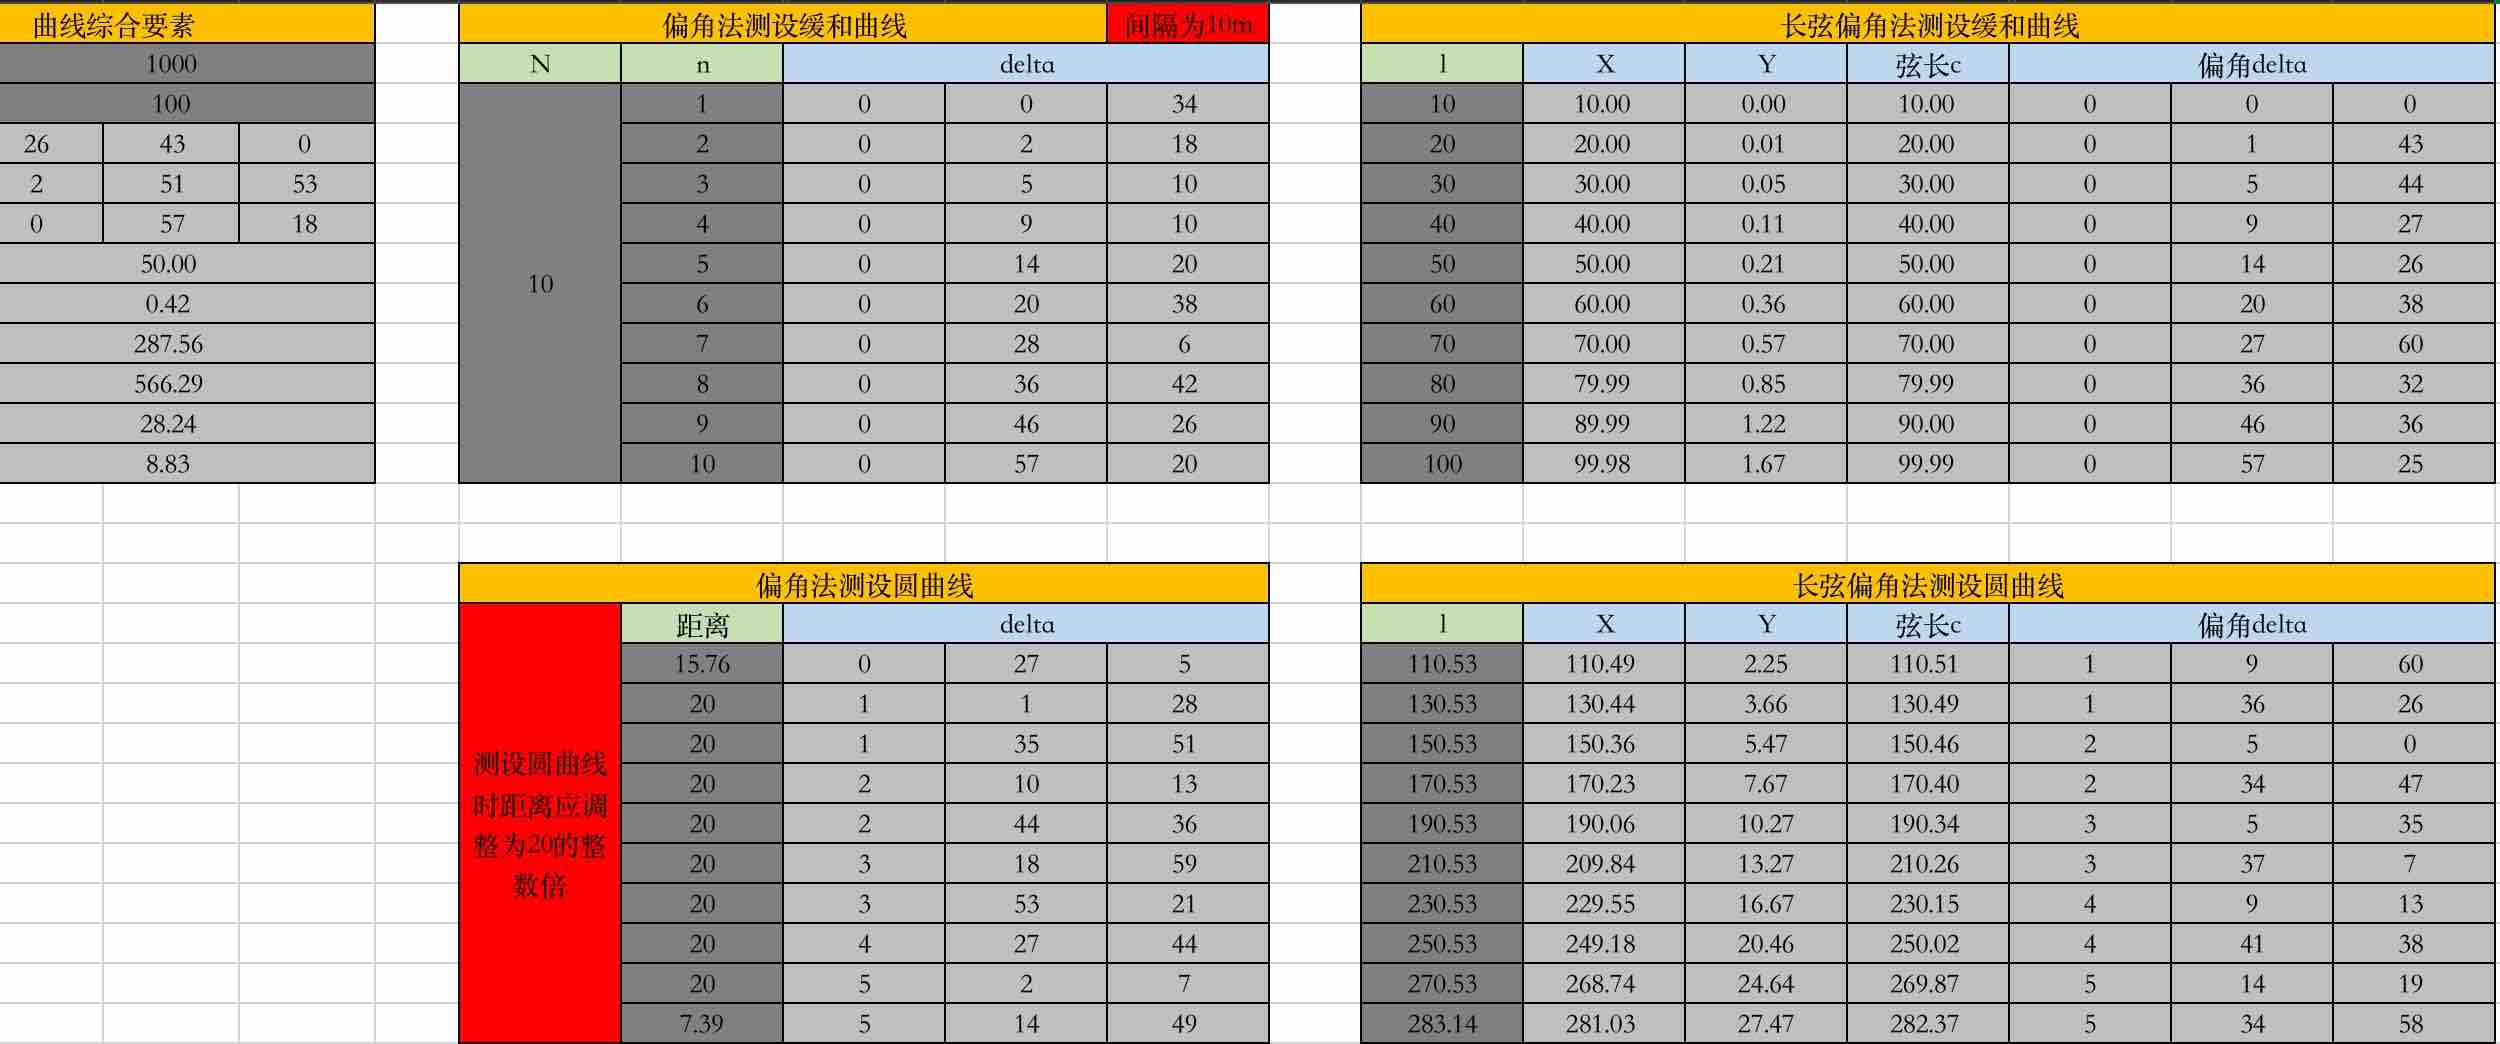 曲线综合要素
1000
100
26 43 0
2 51 53
0 57 18
50.00
0.42
287.56
566.29
28.24
8.83
偏角法测设缓和曲线 间隔为10m
N n delta
10
1 0 0 34
2 0 2 18
3 0 5 10
4 0 9 10
5 0 14 20
6 0 20 38
7 0 28 6
8 0 36 42
9 0 46 26
10 0 57 20
长弦偏角法测设缓和曲线
l X Y 弦长c 偏角delta
10 10.00 0.00 10.00 0 0 0
20 20.00 0.01 20.00 0 1 43
30 30.00 0.05 30.00 0 5 44
40 40.00 0.11 40.00 0 9 27
50 50.00 0.21 50.00 0 14 26
60 60.00 0.36 60.00 0 20 38
70 70.00 0.57 70.00 0 27 60
80 79.99 0.85 79.99 0 36 32
90 89.99 1.22 90.00 0 46 36
100 99.98 1.67 99.99 0 57 25
偏角法测设圆曲线
距离 delta
测设圆曲线
时距离应调
整为20的整
数倍
15.76 0 27 5
20 1 1 28
20 1 35 51
20 2 10 13
20 2 44 36
20 3 18 59
20 3 53 21
20 4 27 44
20 5 2 7
7.39 5 14 49
长弦偏角法测设圆曲线
l X Y 弦长c 偏角delta
110.53 110.49 2.25 110.51 1 9 60
130.53 130.44 3.66 130.49 1 36 26
150.53 150.36 5.47 150.46 2 5 0
170.53 170.23 7.67 170.40 2 34 47
190.53 190.06 10.27 190.34 3 5 35
210.53 209.84 13.27 210.26 3 37 7
230.53 229.55 16.67 230.15 4 9 13
250.53 249.18 20.46 250.02 4 41 38
270.53 268.74 24.64 269.87 5 14 19
283.14 281.03 27.47 282.37 5 34 58